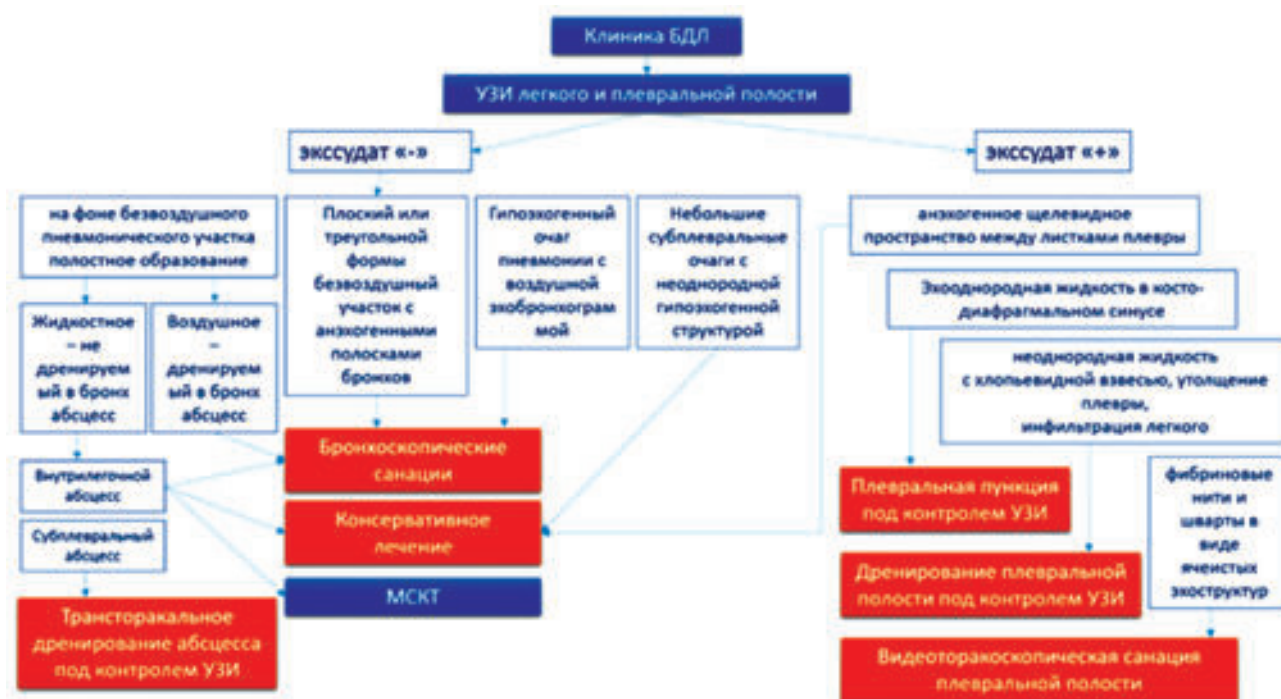 Клиника БДЛ
УЗИ легкого и плевральной полости
экссудат «-»
экссудат «+»
на фоне безвоздушного
пневмонического участка
полостное образование
Жидкостное
– не
дренируем
ый в бронх
абсцесс
Воздушное
–
дренируем
ый в бронх
абсцесс
Плоский или
треугольной
формы
безвоздушный
участок с
анэхогенными
полосками
бронхов
Гипоэхогенный
очаг
пневмонии с
воздушной
эхобронхограм
мой
Небольшие
субплевральные
очаги с
неоднородной
гипоэхогенной
структурой
анэхогенное щелевидное
пространство между листками плевры
Эхооднородная жидкость в косто-
диафрагмальном синусе
неоднородная жидкость
с хлопьевидной взвесью, утолщение
плевры,
инфильтрация легкого
фибриновые
нити и
шварты в
виде
ячеистых
эхоструктур
Внутрилегочной
абсцесс
Субплевральный
абсцесс
Трансторакальное
дренирование абсцесса
под контролем УЗИ
Бронхоскопические
санации
Консервативное
лечение
МСКТ
Плевральная пункция
под контролем УЗИ
Дренирование плевральной
полости под контролем УЗИ
Видеоторакоскопическая санация
плевральной полости